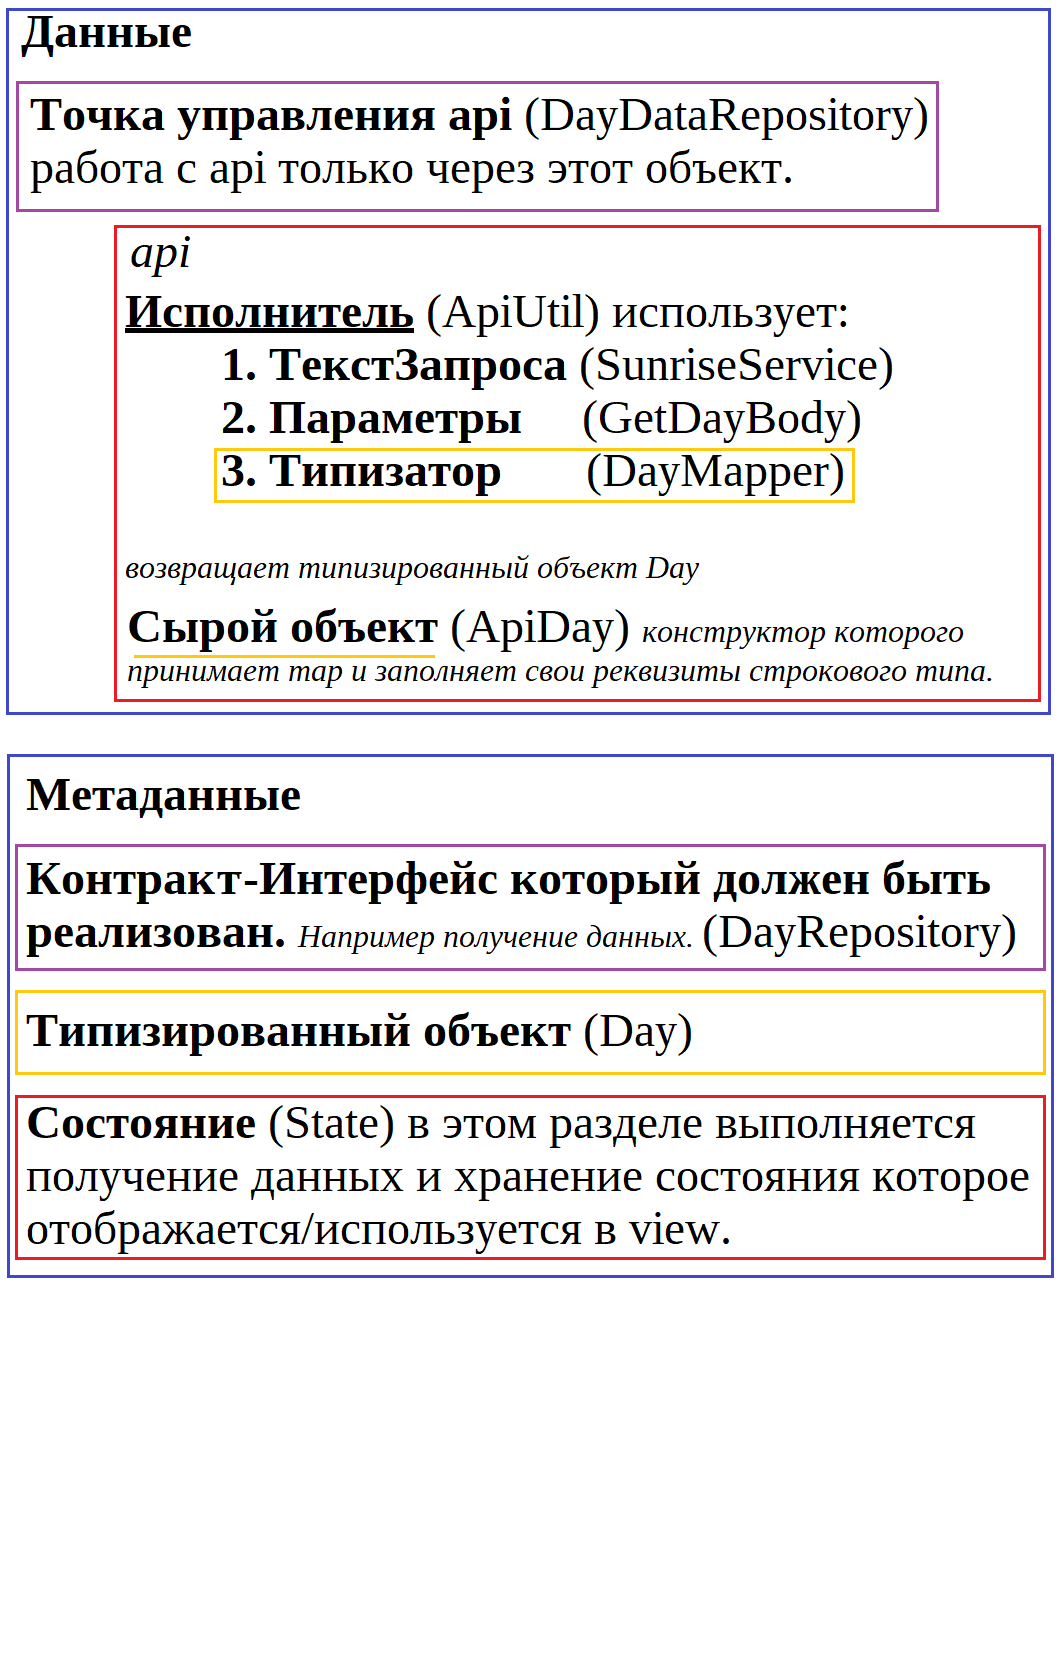 Данные
Точка управления api (DayDataRepository)
работа с api только через этот объект.
api
Исполнитель (ApiUtil) использует:
1. ТекстЗапроса (SunriseService)
2. Параметры (GetDayBody)
3. Типизатор (DayMapper)
возвращает типизированный объект Day
Сырой объект (ApiDay) конструктор которого
принимает map и заполняет свои реквизиты строкового типа.
Метаданные
Контракт-Интерфейс который должен быть
реализован. Например получение данных. (DayRepository)
Типизированный объект (Day)
Состояние (State) в этом разделе выполняется
получение данных и хранение состояния которое
отображается/используется в view.